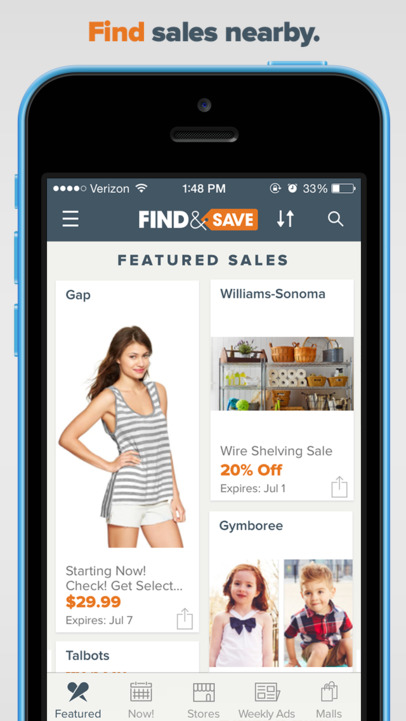 Find sales nearby.
Verizon 1:48 PM 33%
FIND & SAVE
FEATURED SALES
Gap
Starting Now!
Check! Get Select...
$29.99
Expires: Jul 7
Talbots
Williams-Sonoma
Wire Shelving Sale
20% Off
Expires: Jul 1
Gymboree
Featured Now! Stores Weekly Ads Malls